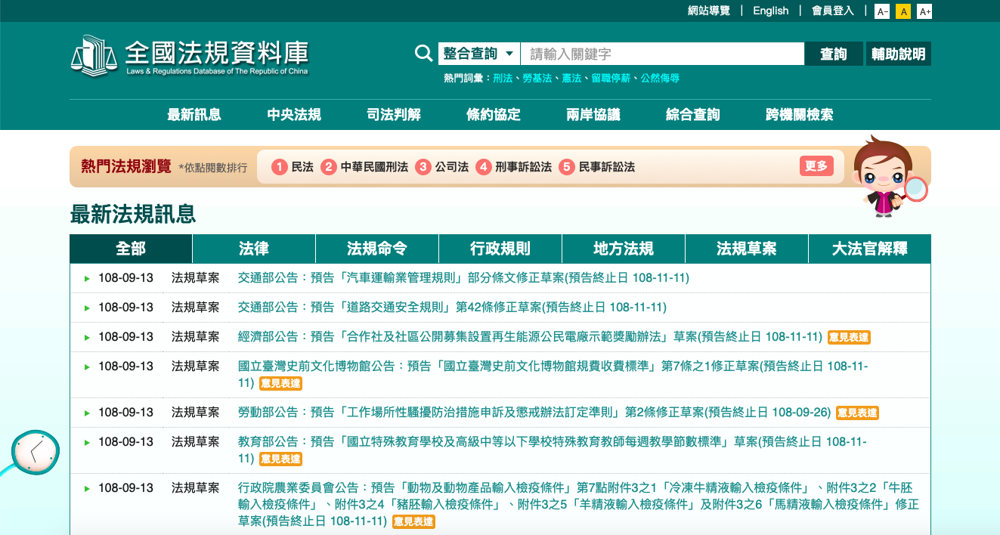 網站導覽 | English | 會員登入 | A- A A+
全國法規資料庫
Laws & Regulations Database of The Republic of China
整合查詢 請輸入關鍵字 查詢 輔助說明
熱門詞彙：刑法、勞基法、憲法、留職停薪、公然侮辱
最新訊息 中央法規 司法判解 條約協定 兩岸協議 綜合查詢 跨機關檢索
熱門法規瀏覽 *依點閱數排行 1 民法 2 中華民國刑法 3 公司法 4 刑事訴訟法 5 民事訴訟法 更多
最新法規訊息
全部 法律 法規命令 行政規則 地方法規 法規草案 大法官解釋
108-09-13 法規草案 交通部公告：預告「汽車運輸業管理規則」部分條文修正草案(預告終止日 108-11-11)
108-09-13 法規草案 交通部公告：預告「道路交通安全規則」第42條修正草案(預告終止日 108-11-11)
108-09-13 法規草案 經濟部公告：預告「合作社及社區公開募集設置再生能源公民電廠示範獎勵辦法」草案(預告終止日 108-11-11) 意見表達
108-09-13 法規草案 國立臺灣史前文化博物館公告：預告「國立臺灣史前文化博物館規費收費標準」第7條之1修正草案(預告終止日 108-11-
11) 意見表達
108-09-13 法規草案 勞動部公告：預告「工作場所性騷擾防治措施申訴及懲戒辦法訂定準則」第2條修正草案(預告終止日 108-09-26) 意見表達
108-09-13 法規草案 教育部公告：預告「國立特殊教育學校及高級中等以下學校特殊教育教師每週教學節數標準」草案(預告終止日 108-11-
11) 意見表達
108-09-13 法規草案 行政院農業委員會公告：預告「動物及動物產品輸入檢疫條件」第7點附件3之1「冷凍牛精液輸入檢疫條件」、附件3之2「牛胚
輸入檢疫條件」、附件3之4「豬胚輸入檢疫條件」、附件3之5「羊精液輸入檢疫條件」及附件3之6「馬精液輸入檢疫條件」修正
草案(預告終止日 108-11-11) 意見表達